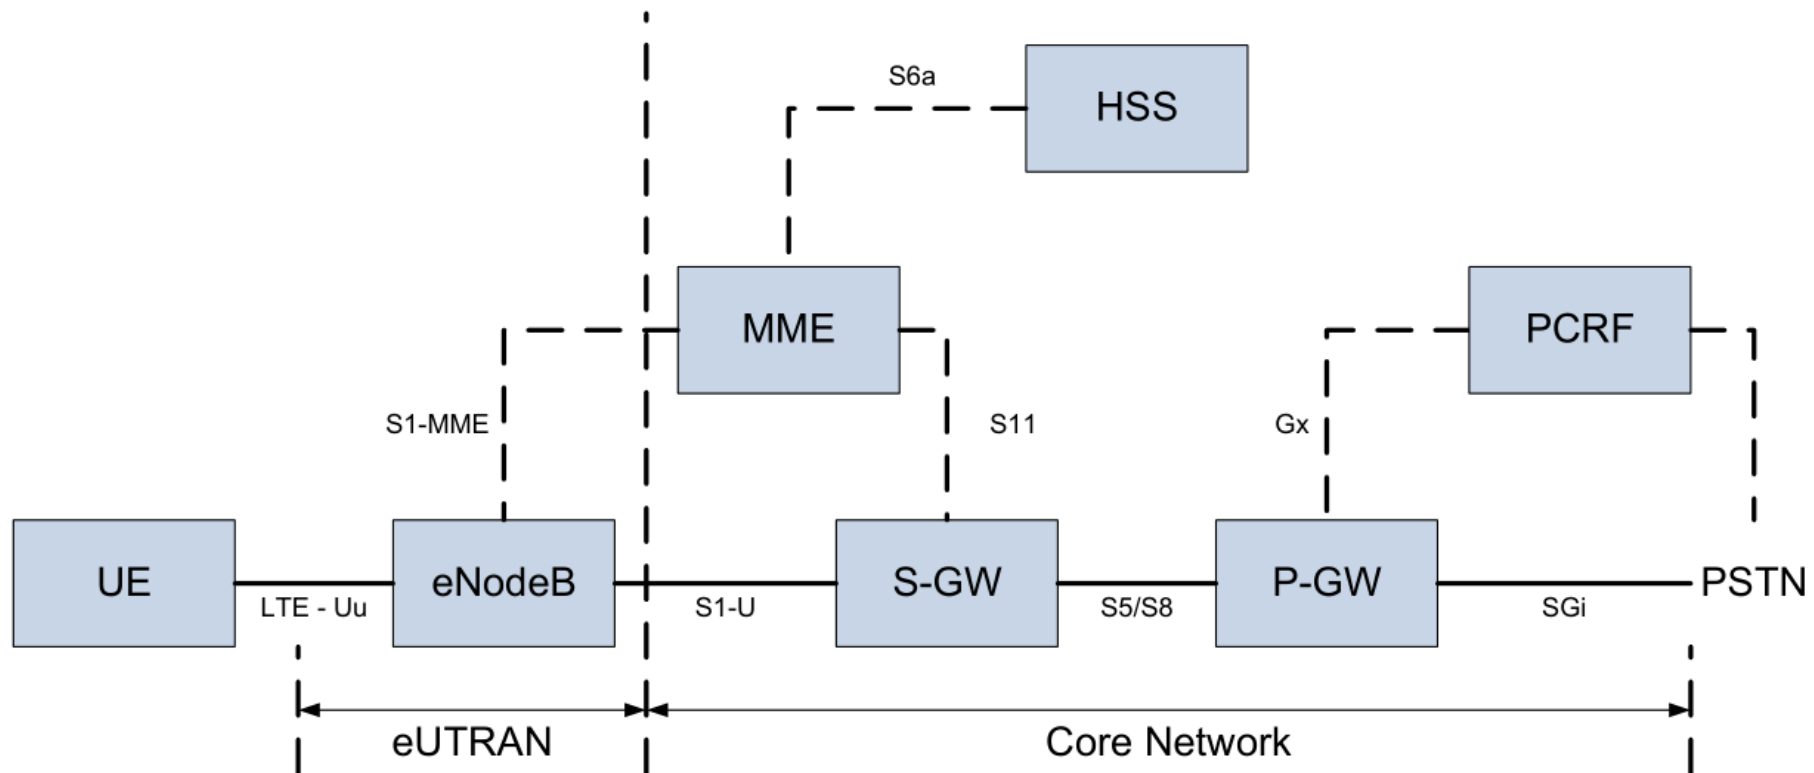 S6a
HSS
MME
PCRF
S1-MME
S11
Gx
UE
eNodeB
S-GW
P-GW
PSTN
LTE - Uu
S1-U
S5/S8
SGi
eUTRAN
Core Network